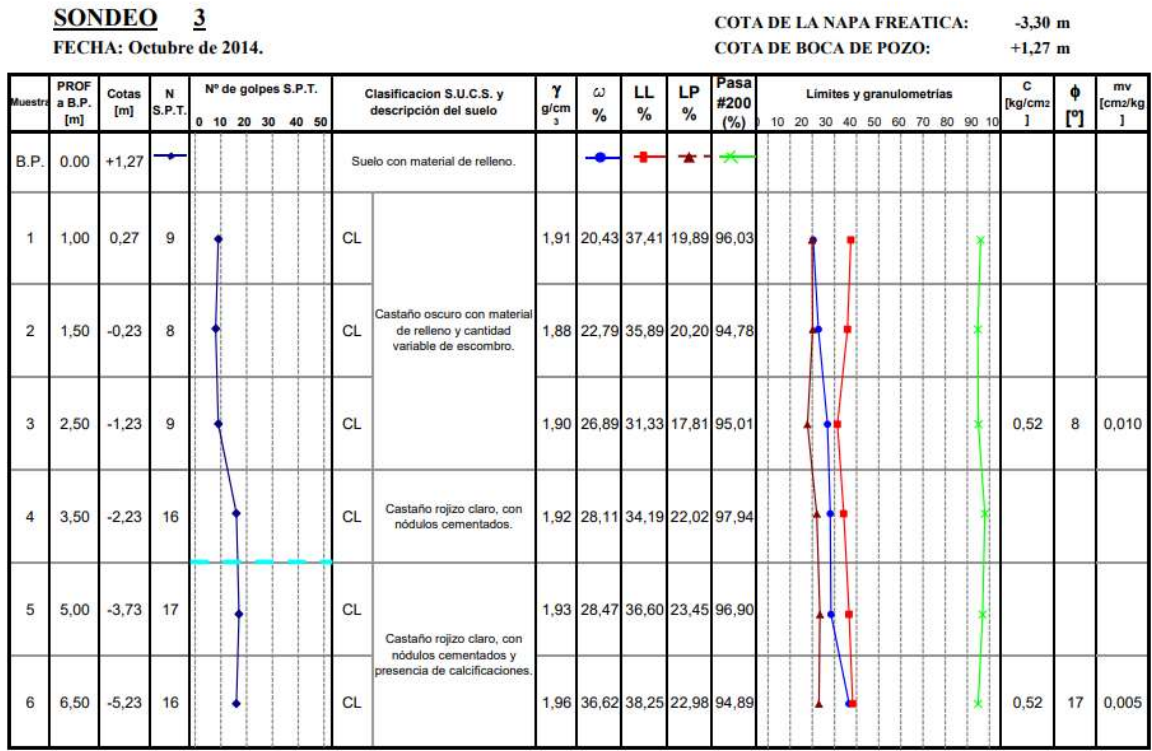 SONDEO 3
FECHA: Octubre de 2014.
COTA DE LA NAPA FREATICA: -3,30 m
COTA DE BOCA DE POZO: +1,27 m
Muestra
PROF
a B.P.
[m]
Cotas
[m]
N
S.P.T.
Nº de golpes S.P.T.
0 10 20 30 40 50
Clasificacion S.U.C.S. y
descripción del suelo
γ
g/cm
3
ω
%
LL
%
LP
%
Pasa
#200
(%)
Límites y granulometrías
0 10 20 30 40 50 60 70 80 90 100
C
[kg/cm2
]
ϕ
[º]
mv
[cm2/kg
]
B.P. 0.00 +1,27 Suelo con material de relleno.
1 1,00 0,27 9 CL 1,91 20,43 37,41 19,89 96,03
Castaño oscuro con material
de relleno y cantidad
variable de escombro.
2 1,50 -0,23 8 CL 1,88 22,79 35,89 20,20 94,78
3 2,50 -1,23 9 CL 1,90 26,89 31,33 17,81 95,01 0,52 8 0,010
Castaño rojizo claro, con
nódulos cementados.
4 3,50 -2,23 16 CL 1,92 28,11 34,19 22,02 97,94
5 5,00 -3,73 17 CL 1,93 28,47 36,60 23,45 96,90
Castaño rojizo claro, con
nódulos cementados y
presencia de calcificaciones.
6 6,50 -5,23 16 CL 1,96 36,62 38,25 22,98 94,89 0,52 17 0,005